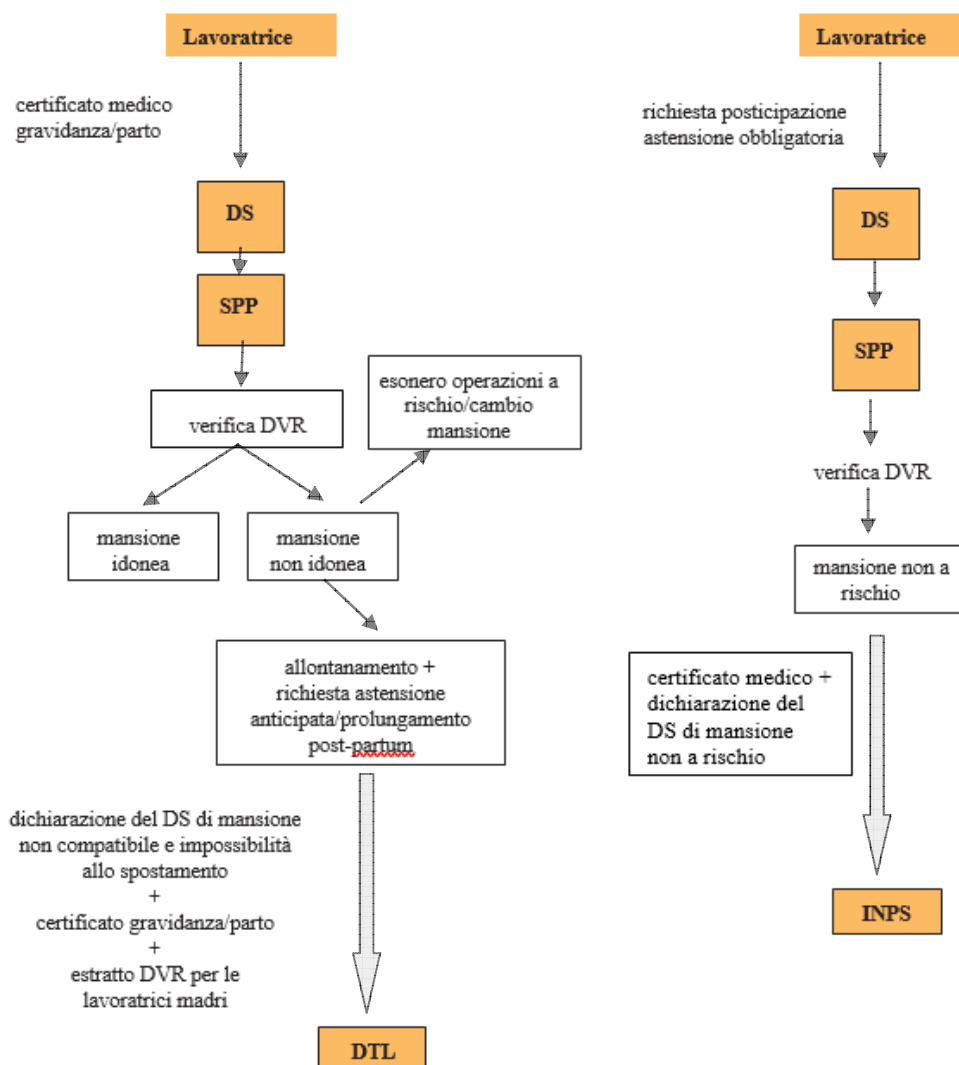 Lavoratrice
certificato medico
gravidanza/parto
DS
SPP
verifica DVR
esonero operazioni a
rischio/cambio
mansione
mansione
idonea
mansione
non idonea
allontanamento +
richiesta astensione
anticipata/prolungamento
post-partum
dichiarazione del DS di mansione
non compatibile e impossibilità
allo spostamento
+
certificato gravidanza/parto
+
estratto DVR per le
lavoratrici madri
DTL
Lavoratrice
richiesta posticipazione
astensione obbligatoria
DS
SPP
verifica DVR
mansione non a
rischio
certificato medico +
dichiarazione del
DS di mansione
non a rischio
INPS